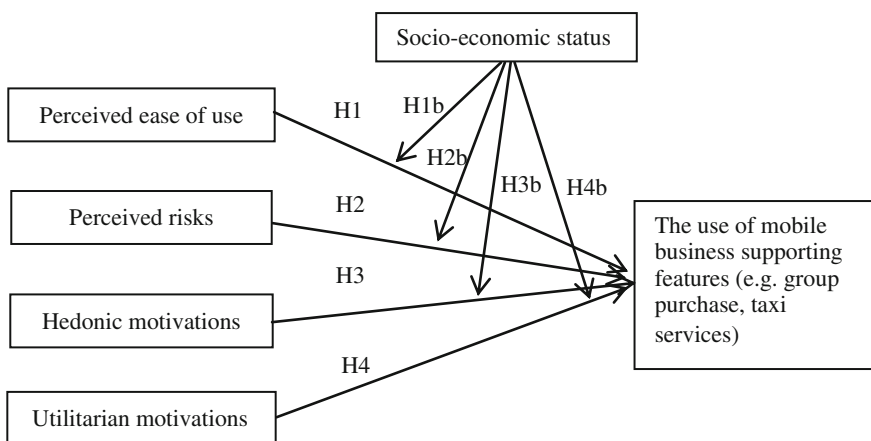 Socio-economic status
Perceived ease of use
H1
H1b
H2b
H3b
H4b
Perceived risks
H2
The use of mobile
business supporting
features (e.g. group
purchase, taxi
services)
H3
Hedonic motivations
H4
Utilitarian motivations